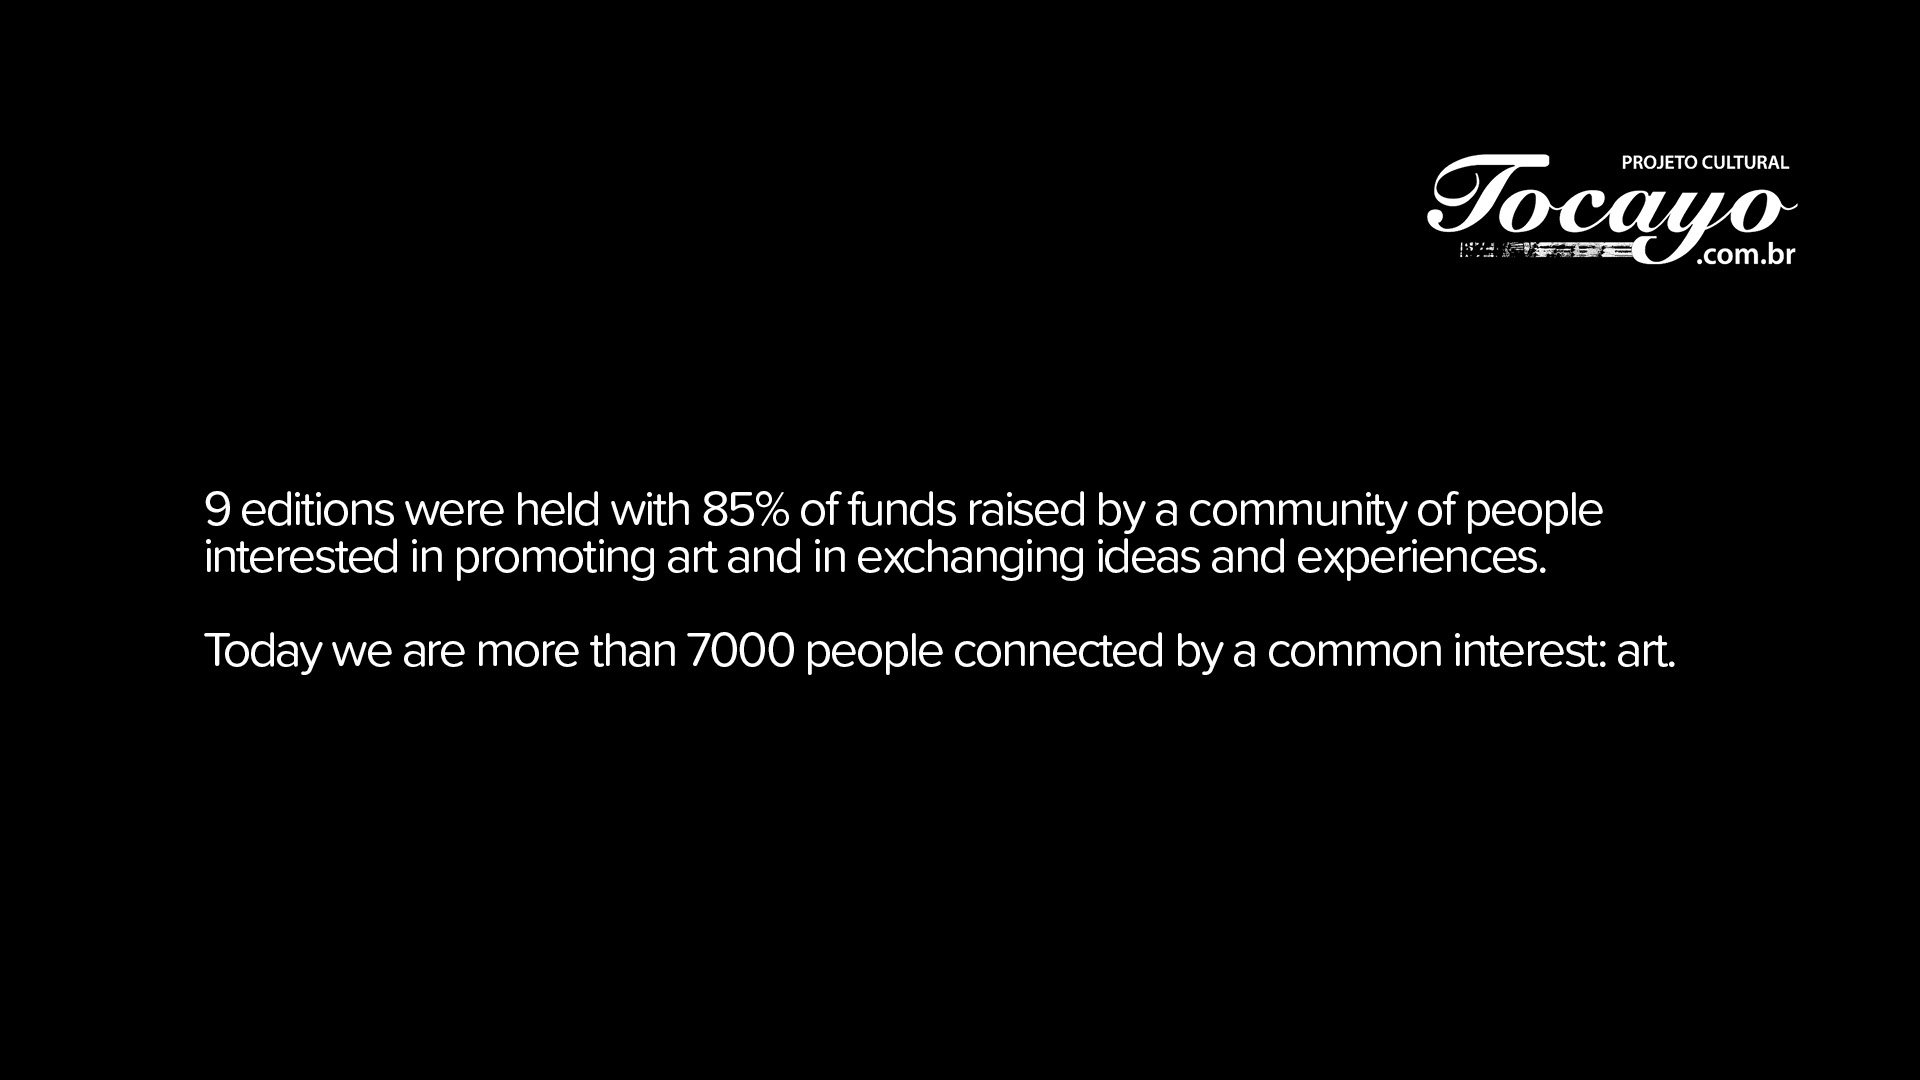 PROJETO CULTURAL
Tocayo
.com.br
9 editions were held with 85% of funds raised by a community of people
interested in promoting art and in exchanging ideas and experiences.
Today we are more than 7000 people connected by a common interest: art.